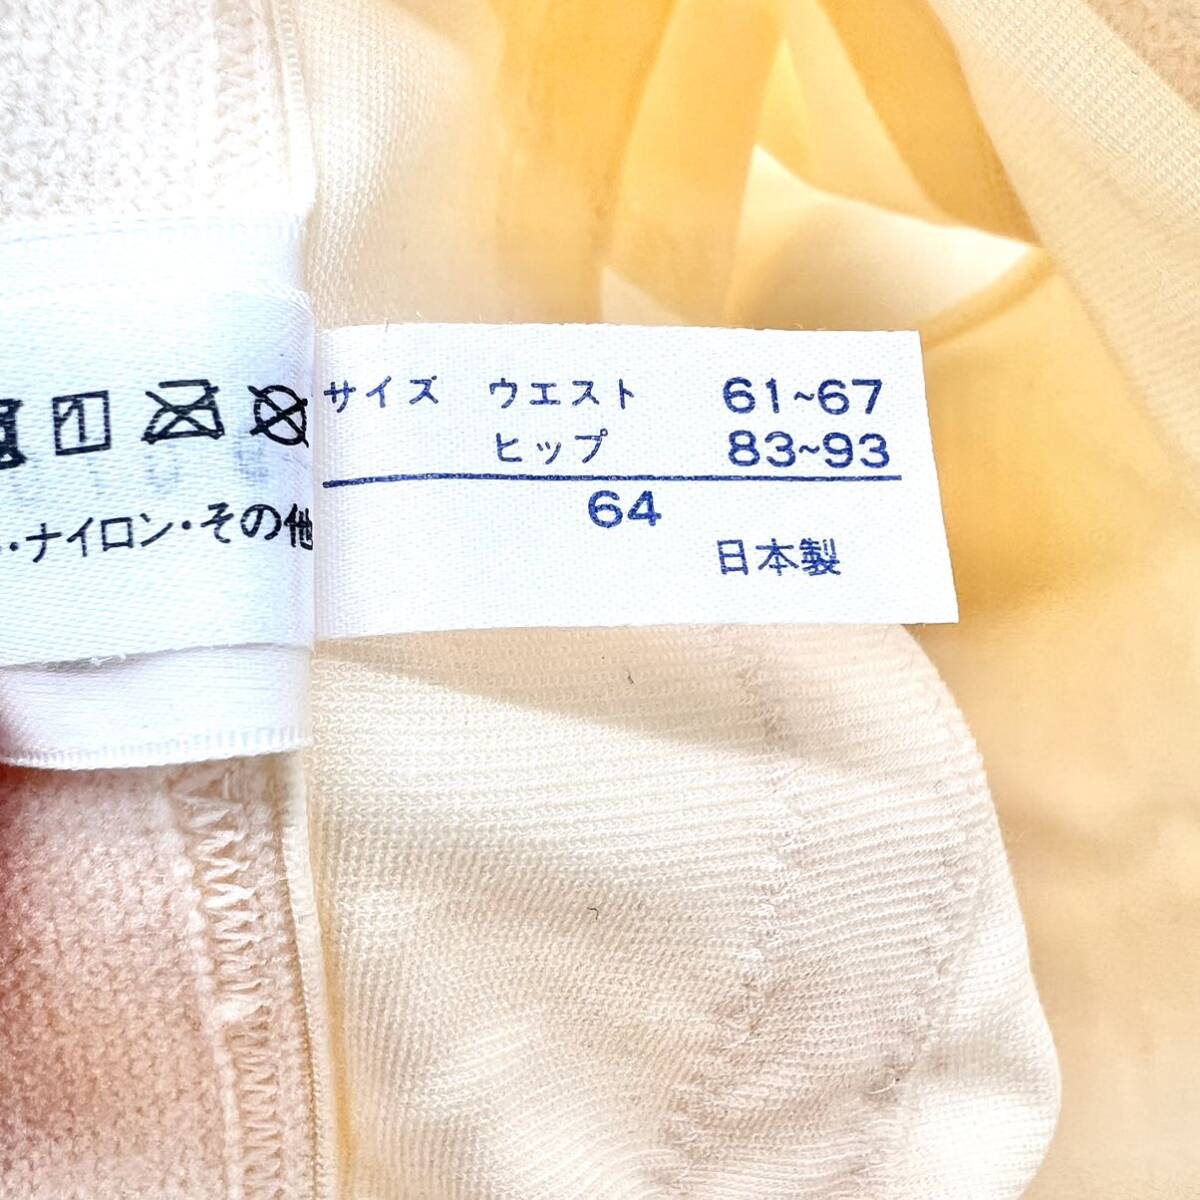 サイズ ウエスト 61~67
ヒップ 83~93
64
日本製
ナイロン・その他